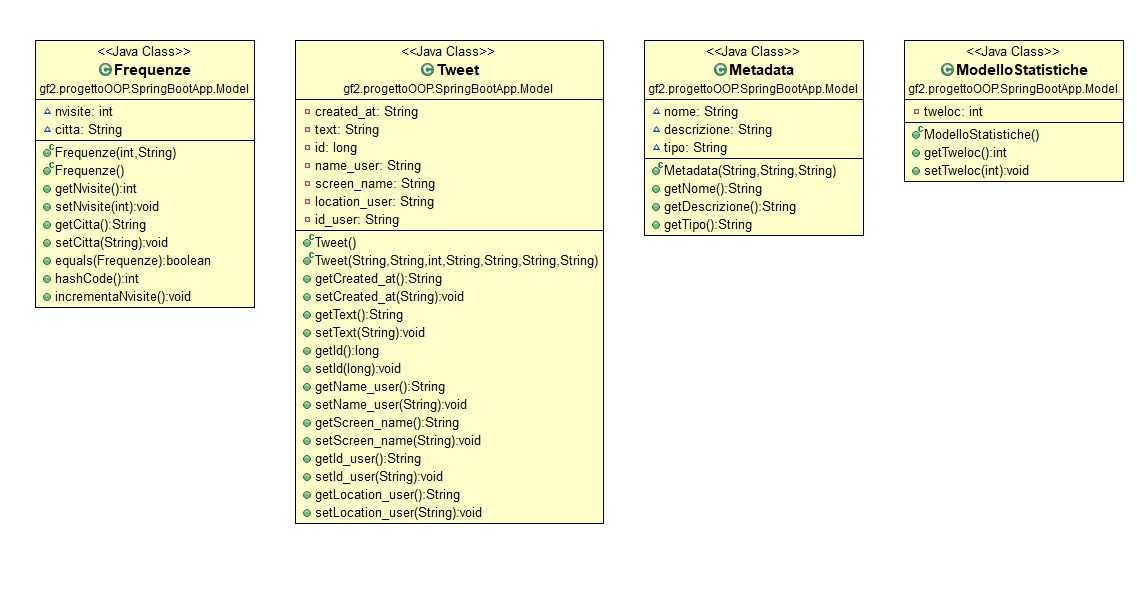 <<Java Class>>
Frequenze
gf2.progettoOOP.SpringBootApp.Model
nvisite: int
citta: String
Frequenze(int,String)
Frequenze()
getNvisite():int
setNvisite(int):void
getCitta():String
setCitta(String):void
equals(Frequenze):boolean
hashCode():int
incrementaNvisite():void
<<Java Class>>
Tweet
gf2.progettoOOP.SpringBootApp.Model
created_at: String
text: String
id: long
name_user: String
screen_name: String
location_user: String
id_user: String
Tweet()
Tweet(String,String,int,String,String,String,String)
getCreated_at():String
setCreated_at(String):void
getText():String
setText(String):void
getId():long
setId(long):void
getName_user():String
setName_user(String):void
getScreen_name():String
setScreen_name(String):void
getId_user():String
setId_user(String):void
getLocation_user():String
setLocation_user(String):void
<<Java Class>>
Metadata
gf2.progettoOOP.SpringBootApp.Model
nome: String
descrizione: String
tipo: String
Metadata(String,String,String)
getNome():String
getDescrizione():String
getTipo():String
<<Java Class>>
ModelloStatistiche
gf2.progettoOOP.SpringBootApp.Model
tweloc: int
ModelloStatistiche()
getTweloc():int
setTweloc(int):void